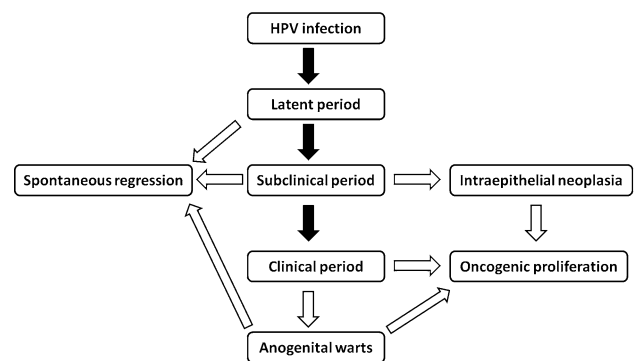 HPV infection
Latent period
Spontaneous regression
Subclinical period
Intraepithelial neoplasia
Clinical period
Oncogenic proliferation
Anogenital warts